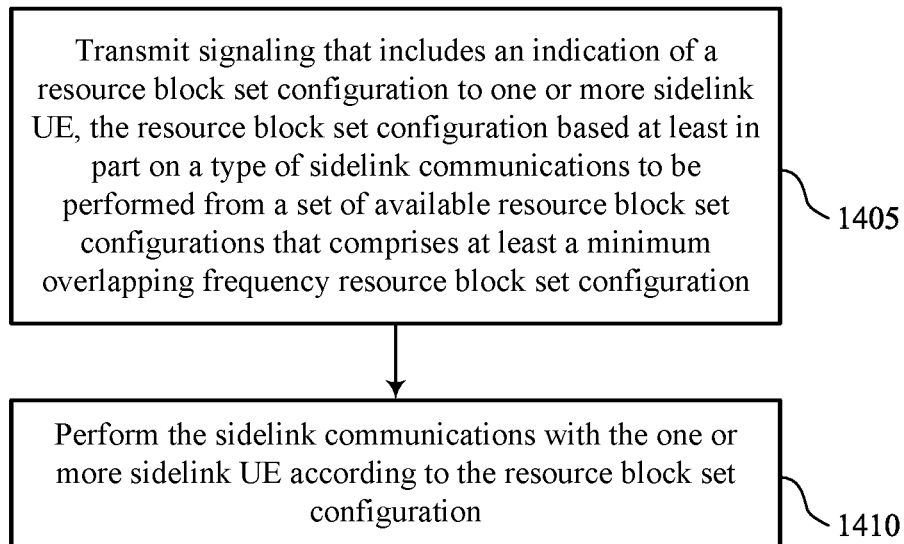 Transmit signaling that includes an indication of a
resource block set configuration to one or more sidelink
UE, the resource block set configuration based at least in
part on a type of sidelink communications to be
performed from a set of available resource block set
configurations that comprises at least a minimum
overlapping frequency resource block set configuration
1405
Perform the sidelink communications with the one or
more sidelink UE according to the resource block set
configuration
1410